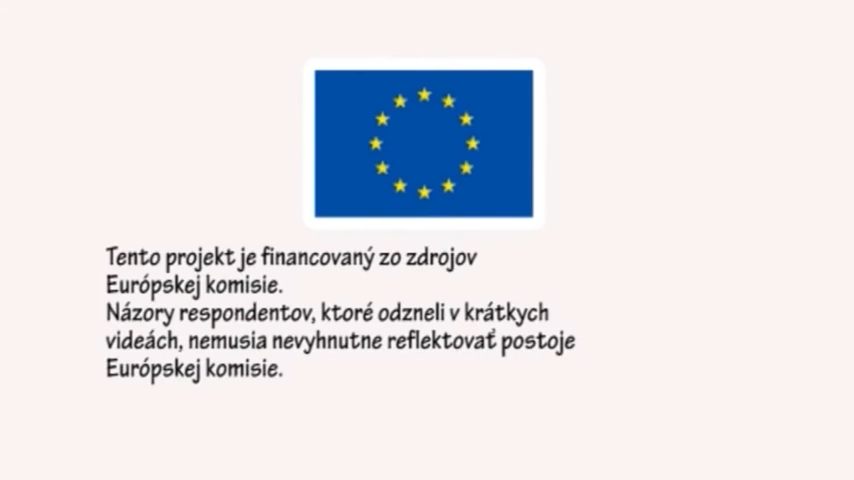 Tento projekt je financovaný zo zdrojov
Európskej komisie.
Názory respondentov, ktoré odzneli v krátkych
videách, nemusia nevyhnutne reflektovať postoje
Európskej komisie.